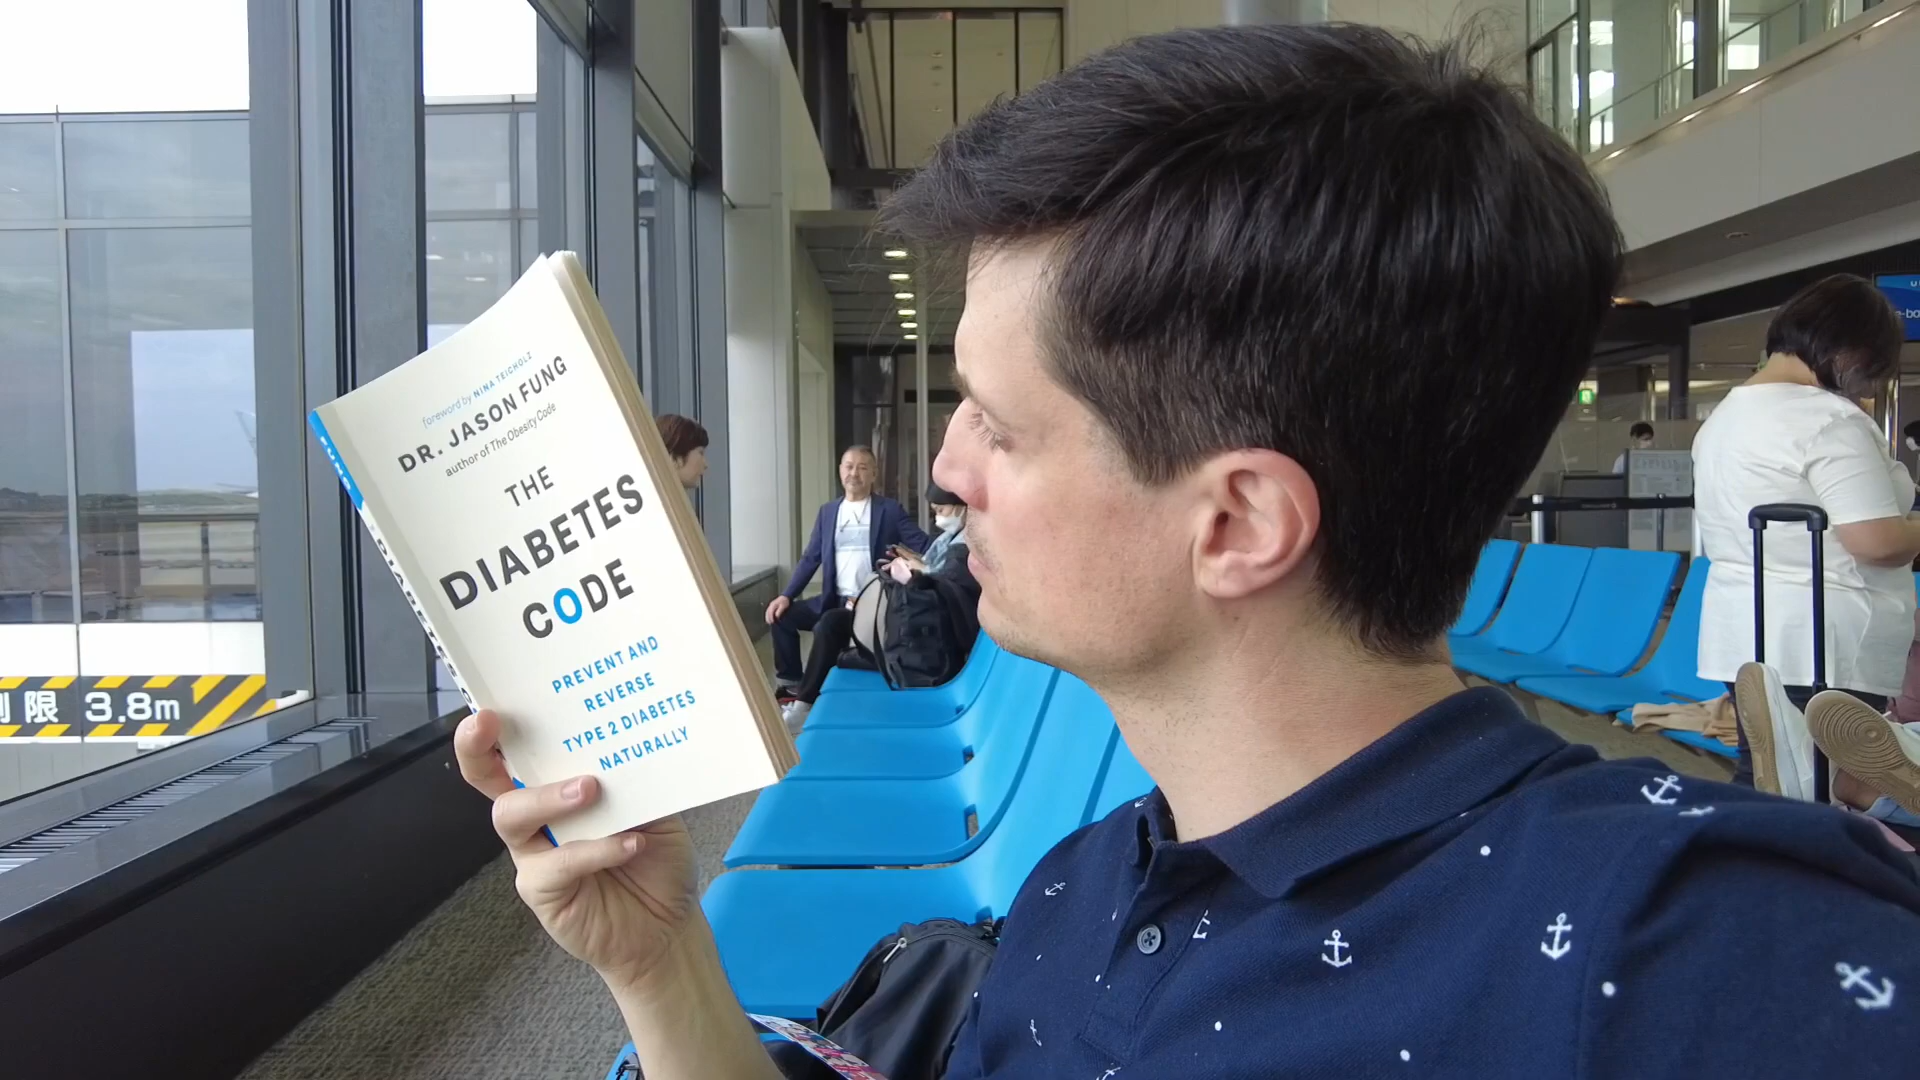 foreword by NINA TEICHOLZ
DR. JASON FUNG
author of The Obesity Code
THE
DIABETES
CODE
PREVENT AND
REVERSE
TYPE 2 DIABETES
NATURALLY
FUNG
DIABETES
限 3.8m